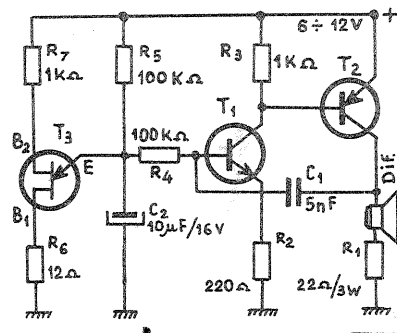 6 ÷ 12V +
R7
1KΩ
R5
100KΩ
R3
1KΩ
T2
T1
T3
B2
E
B1
100KΩ
R4
C1
5nF
Dif.
C2
10µF/16V
R6
12Ω
R2
220Ω
R1
22Ω/3W